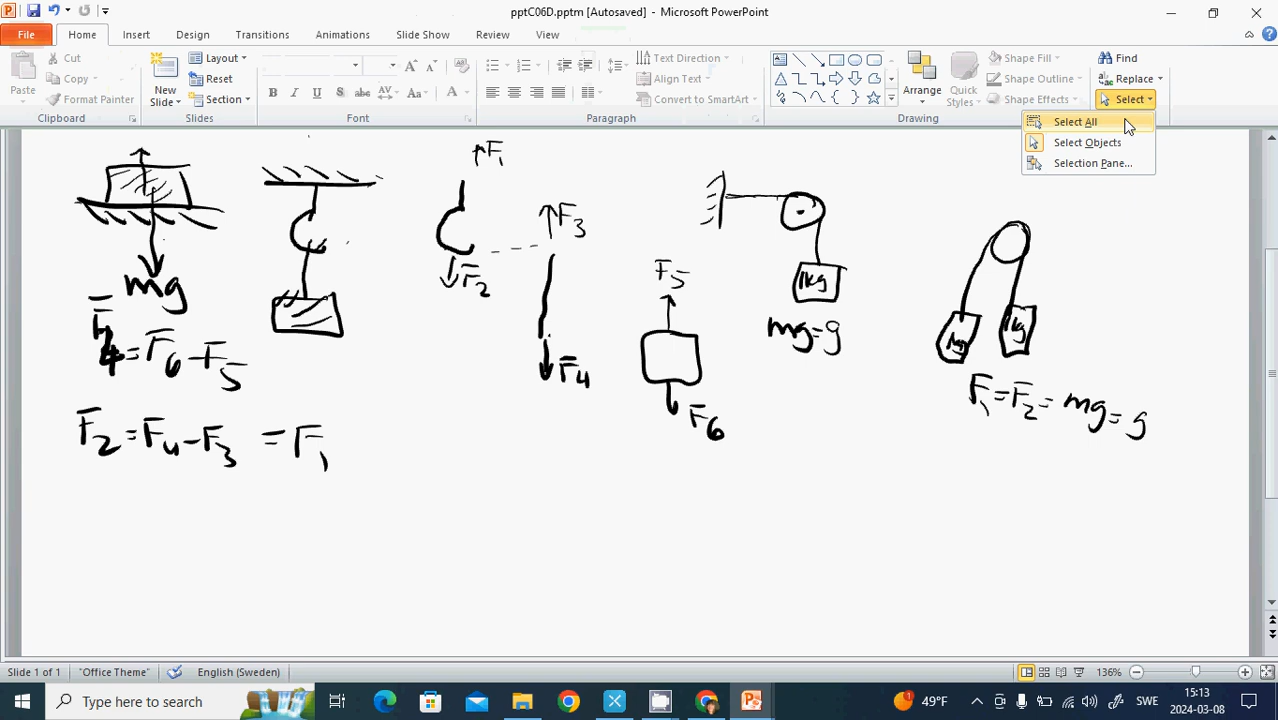 pptC06D.pptm [Autosaved] - Microsoft PowerPoint
File Home Insert Design Transitions Animations Slide Show Review View
Paste
Cut
Copy
Format Painter
Clipboard
New Slide
Layout
Reset
Section
Slides
B I U S abc AV Aa A
Font
Text Direction
Align Text
Convert to SmartArt
Paragraph
Arrange
Quick Styles
Shape Fill
Shape Outline
Shape Effects
Drawing
Find
Replace
Select
Select All
Select Objects
Selection Pane...
F1
F3
F2
mg
F5
1kg
mg=g
F4
F6
1kg
1kg
F4=F6-F5
F1=F2=mg=g
F2=F4-F3 =F1
Slide 1 of 1 "Office Theme" English (Sweden) 136%
Type here to search
49°F
SWE
15:13
2024-03-08